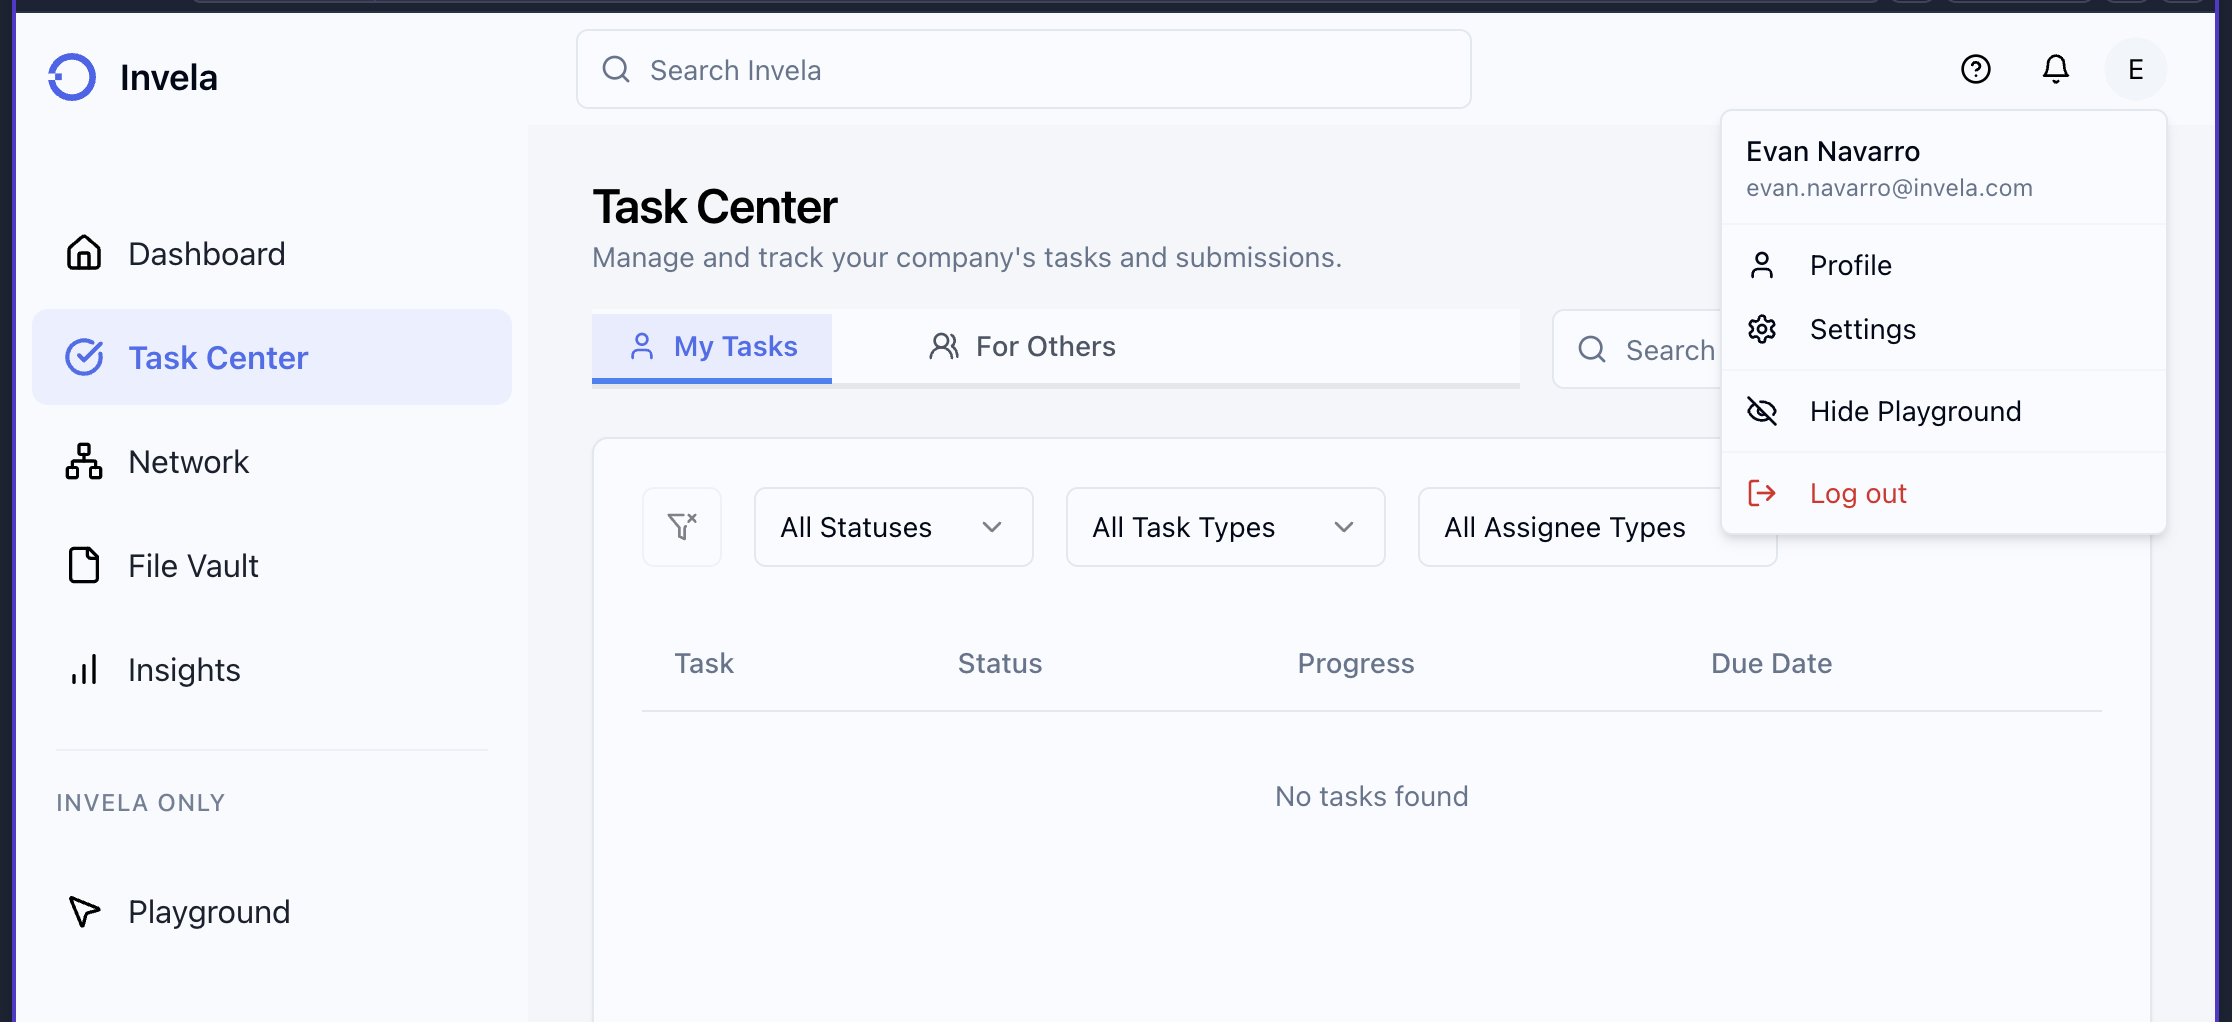 Invela
Search Invela
E
Evan Navarro
evan.navarro@invela.com
Profile
Settings
Hide Playground
Log out
Dashboard
Task Center
Network
File Vault
Insights
INVELA ONLY
Playground
Task Center
Manage and track your company's tasks and submissions.
My Tasks
For Others
Search
All Statuses
All Task Types
All Assignee Types
Task
Status
Progress
Due Date
No tasks found